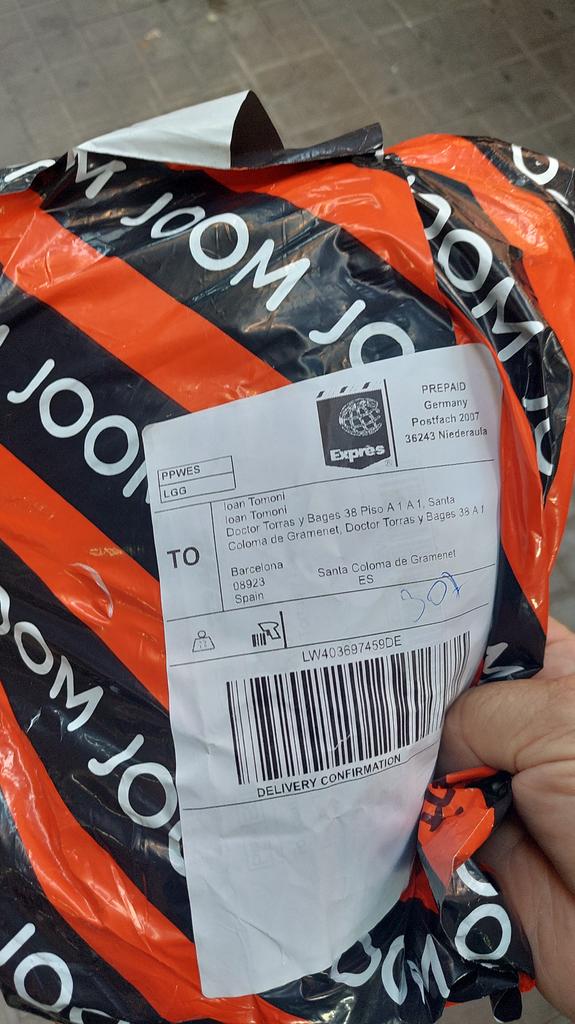 JOOM
JOOM
JOOM
JOOM
PREPAID
Germany
Postfach 2007
36243 Niederaula
Exprès
PPWES
LGG
TO
Ioan Tomoni
Ioan Tomoni
Doctor Torras y Bages 38 Piso A 1 A 1, Santa
Coloma de Gramenet, Doctor Torras y Bages 38 A 1
Barcelona
08923 Santa Coloma de Gramenet
Spain ES
307
LW403697459DE
DELIVERY CONFIRMATION
JOOM
JOOM